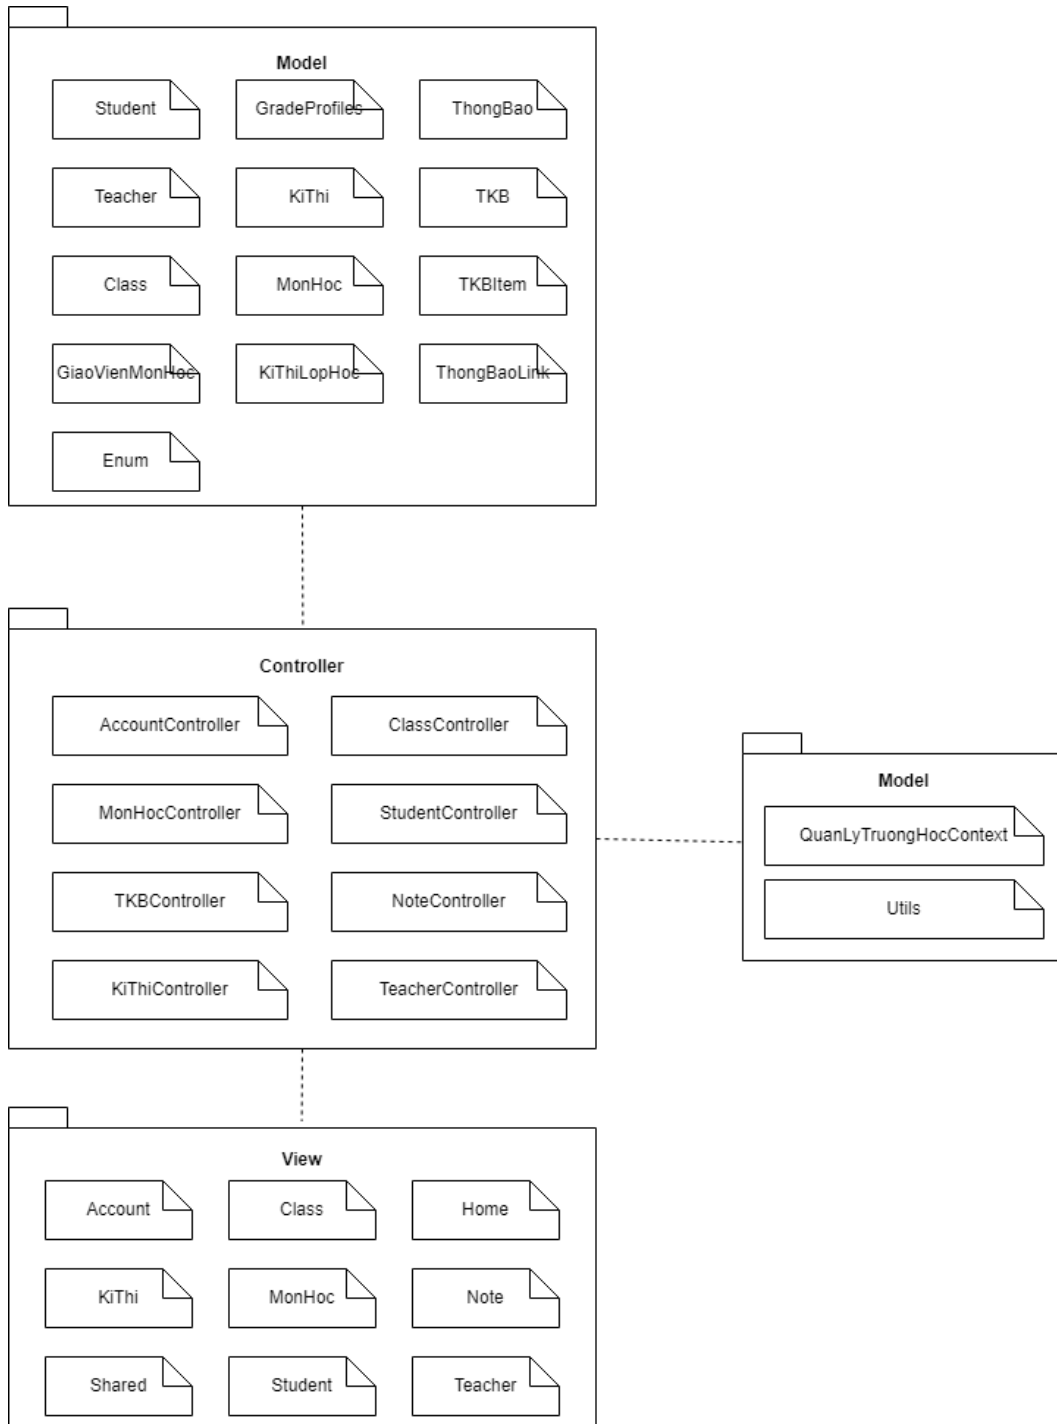 Model
Student
GradeProfiles
ThongBao
Teacher
KiThi
TKB
Class
MonHoc
TKBItem
GiaoVienMonHoc
KiThiLopHoc
ThongBaoLink
Enum
Controller
AccountController
ClassController
MonHocController
StudentController
TKBController
NoteController
KiThiController
TeacherController
Model
QuanLyTruongHocContext
Utils
View
Account
Class
Home
KiThi
MonHoc
Note
Shared
Student
Teacher